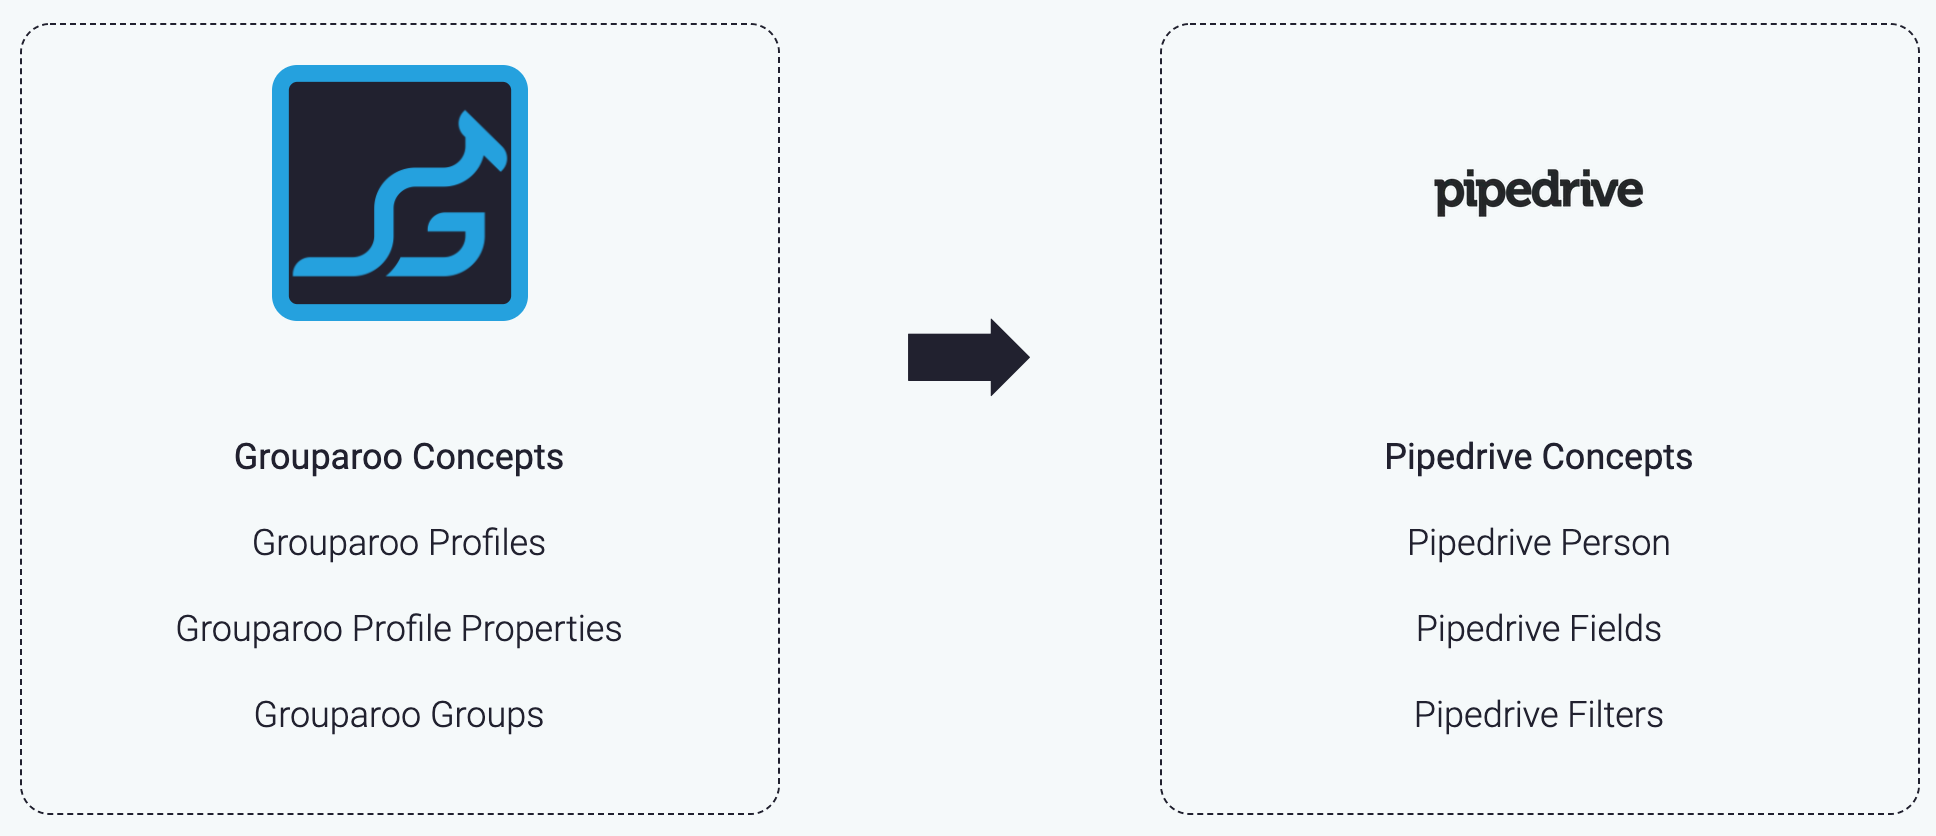 pipedrive
Grouparoo Concepts
Grouparoo Profiles
Grouparoo Profile Properties
Grouparoo Groups
Pipedrive Concepts
Pipedrive Person
Pipedrive Fields
Pipedrive Filters